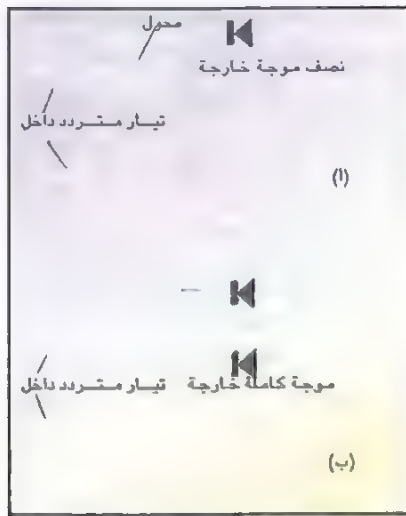 محول
نصف موجة خارجة
تيار متردد داخل
(ا)
موجة كاملة خارجة
تيار متردد داخل
(ب)